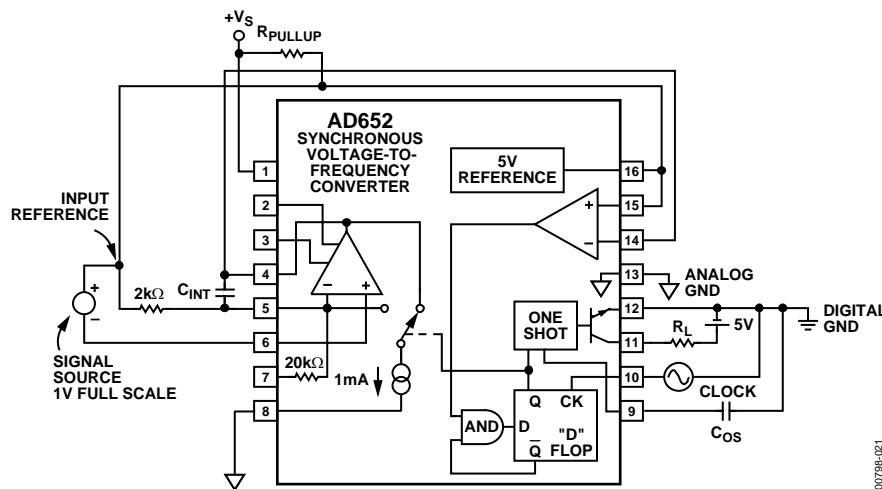 +VS
RPULLUP
AD652
SYNCHRONOUS
VOLTAGE-TO-
FREQUENCY
CONVERTER
5V
REFERENCE
1
2
3
4
5
6
7
8
16
15
14
13
12
11
10
9
INPUT
REFERENCE
+
–
2kΩ
CINT
SIGNAL
SOURCE
1V FULL SCALE
–
+
20kΩ
1mA
+
–
ONE
SHOT
AND
Q
CK
D
"D"
FLOP
Q̅
ANALOG
GND
DIGITAL
GND
RL
5V
CLOCK
COS
00798-021